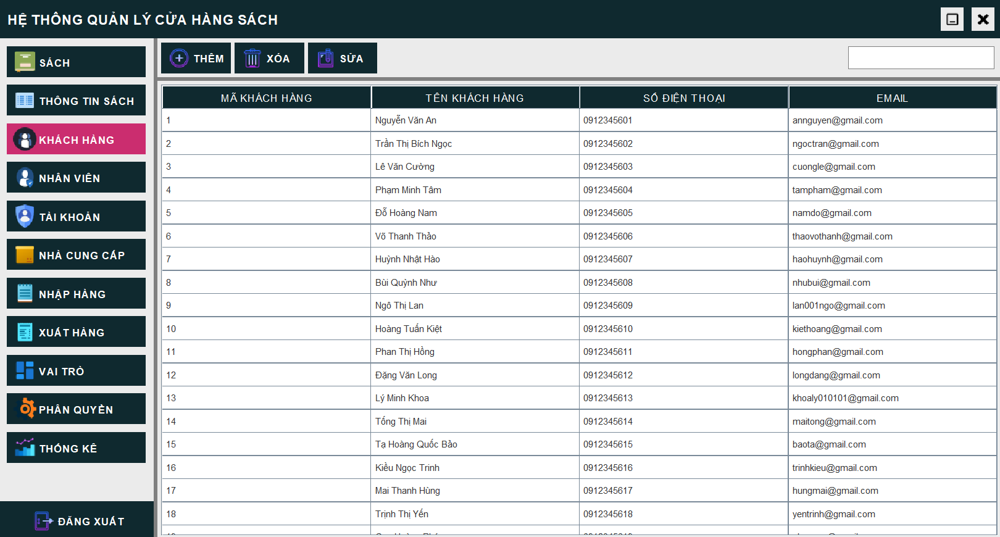 HỆ THỐNG QUẢN LÝ CỬA HÀNG SÁCH
SÁCH
THÔNG TIN SÁCH
KHÁCH HÀNG
NHÂN VIÊN
TÀI KHOẢN
NHÀ CUNG CẤP
NHẬP HÀNG
XUẤT HÀNG
VAI TRÒ
PHÂN QUYỀN
THỐNG KÊ
ĐĂNG XUẤT
THÊM XÓA SỬA
MÃ KHÁCH HÀNG TÊN KHÁCH HÀNG SỐ ĐIỆN THOẠI EMAIL
1 Nguyễn Văn An 0912345601 annguyen@gmail.com
2 Trần Thị Bích Ngọc 0912345602 ngoctran@gmail.com
3 Lê Văn Cường 0912345603 cuongle@gmail.com
4 Phạm Minh Tâm 0912345604 tampham@gmail.com
5 Đỗ Hoàng Nam 0912345605 namdo@gmail.com
6 Võ Thanh Thảo 0912345606 thaovothanh@gmail.com
7 Huỳnh Nhật Hào 0912345607 haohuynh@gmail.com
8 Bùi Quỳnh Như 0912345608 nhubui@gmail.com
9 Ngô Thị Lan 0912345609 lan001ngo@gmail.com
10 Hoàng Tuấn Kiệt 0912345610 kiethoang@gmail.com
11 Phan Thị Hồng 0912345611 hongphan@gmail.com
12 Đặng Văn Long 0912345612 longdang@gmail.com
13 Lý Minh Khoa 0912345613 khoaly010101@gmail.com
14 Tống Thị Mai 0912345614 maitong@gmail.com
15 Tạ Hoàng Quốc Bảo 0912345615 baota@gmail.com
16 Kiều Ngọc Trinh 0912345616 trinhkieu@gmail.com
17 Mai Thanh Hùng 0912345617 hungmai@gmail.com
18 Trịnh Thị Yến 0912345618 yentrinh@gmail.com